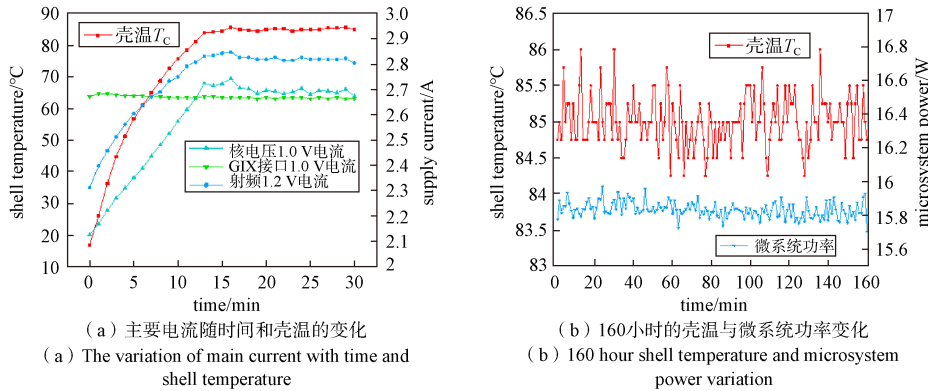 90
80
70
60
50
40
30
20
10
shell temperature/°C
壳温TC
核电压1.0 V电流
GIX接口1.0 V电流
射频1.2 V电流
3.0
2.9
2.8
2.7
2.6
2.5
2.4
2.3
2.2
2.1
2
supply current/A
0 5 10 15 20 25 30
time/min
（a）主要电流随时间和壳温的变化
（a）The variation of main current with time and
shell temperature
87
86
85.5
85
84.5
84
83.5
83
shell temperature/°C
壳温TC
微系统功率
17
16.8
16.6
16.4
16.2
16
15.8
15.6
microsystem power/W
0 20 40 60 80 100 120 140 160
time/min
（b）160小时的壳温与微系统功率变化
（b）160 hour shell temperature and microsystem
power variation